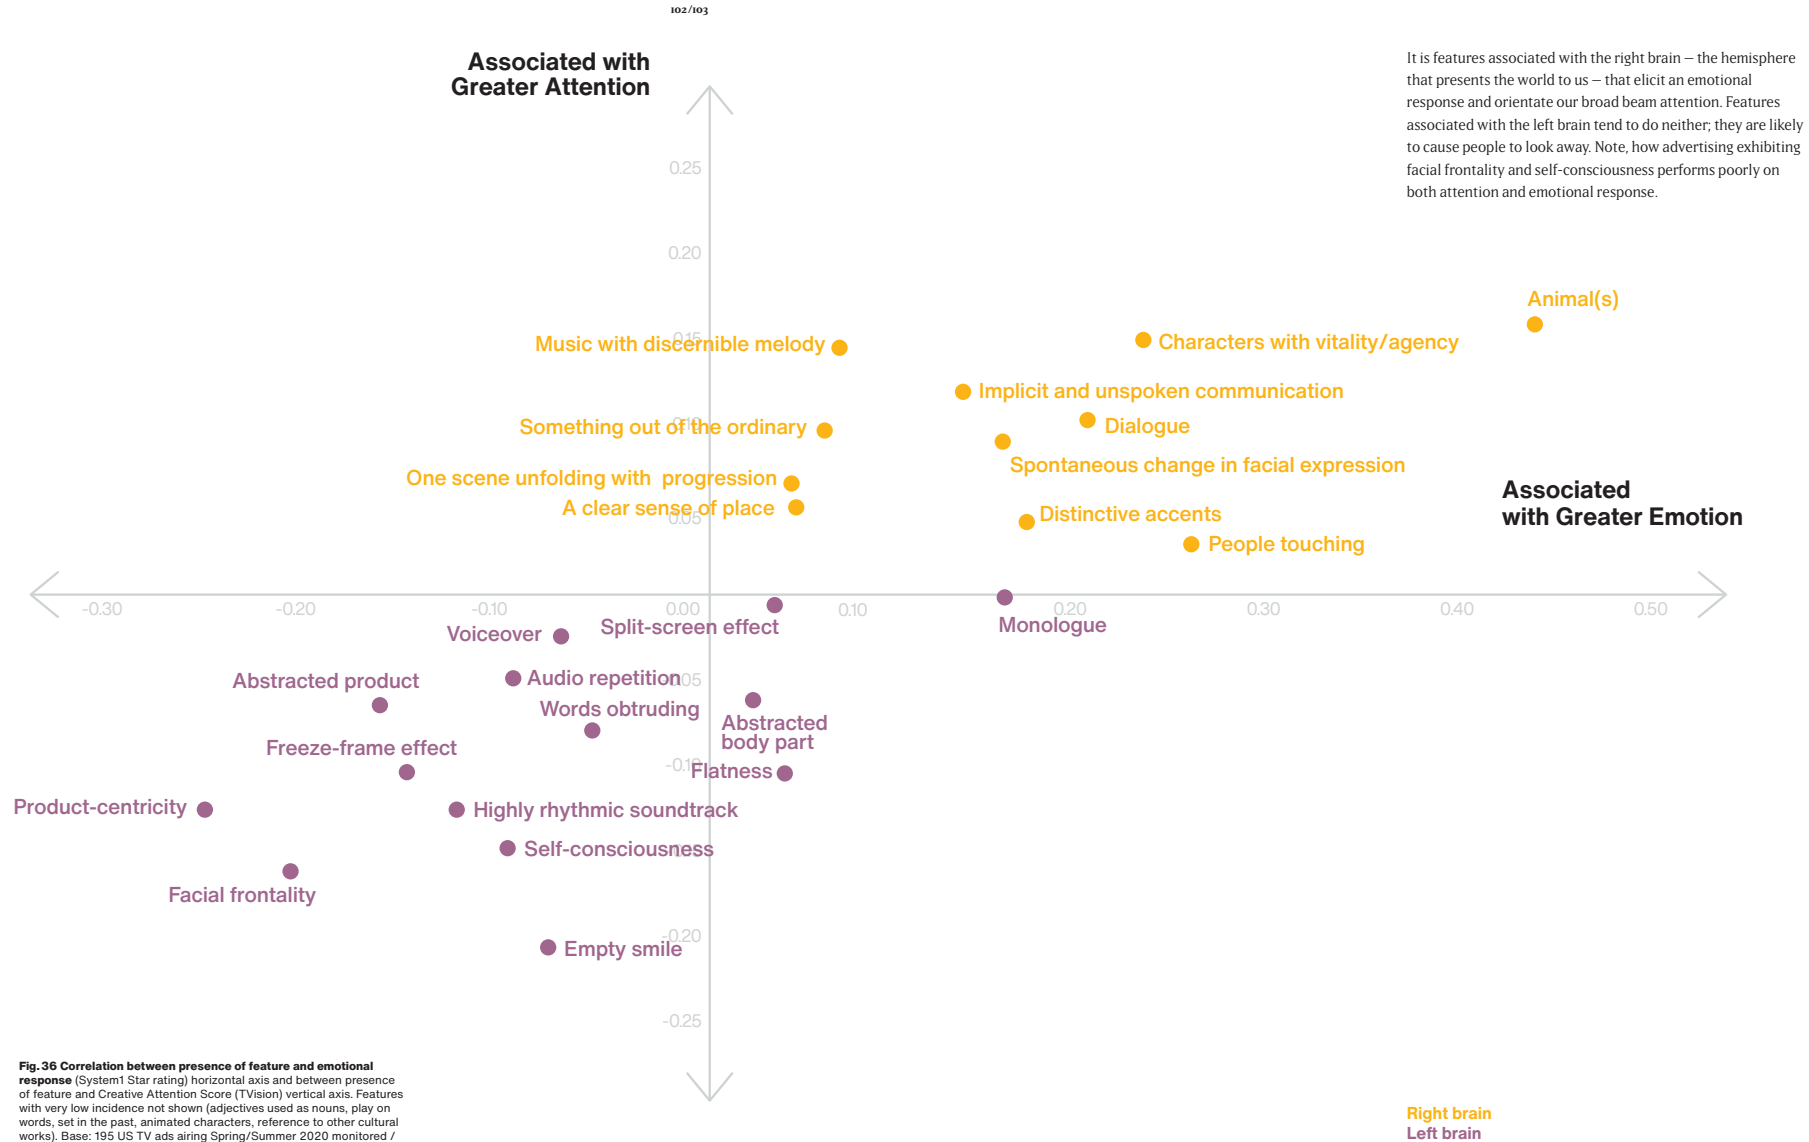 102/103
Associated with
Greater Attention
It is features associated with the right brain – the hemisphere
that presents the world to us – that elicit an emotional
response and orientate our broad beam attention. Features
associated with the left brain tend to do neither; they are likely
to cause people to look away. Note, how advertising exhibiting
facial frontality and self-consciousness performs poorly on
both attention and emotional response.
0.25
0.20
Animal(s)
0.15
Music with discernible melody
Characters with vitality/agency
Implicit and unspoken communication
0.10
Something out of the ordinary
Dialogue
Spontaneous change in facial expression
One scene unfolding with progression
Associated
with Greater Emotion
A clear sense of place
0.05
Distinctive accents
People touching
-0.30
-0.20
-0.10
0.00
0.10
0.20
0.30
0.40
0.50
Voiceover
Split-screen effect
Monologue
Abstracted product
Audio repetition
-0.05
Words obtruding
Abstracted
body part
Freeze-frame effect
-0.10
Flatness
Product-centricity
Highly rhythmic soundtrack
Self-consciousness
Facial frontality
-0.20
Empty smile
-0.25
Fig. 36 Correlation between presence of feature and emotional
response (System1 Star rating) horizontal axis and between presence
of feature and Creative Attention Score (TVision) vertical axis. Features
with very low incidence not shown (adjectives used as nouns, play on
words, set in the past, animated characters, reference to other cultural
works). Base: 195 US TV ads airing Spring/Summer 2020 monitored /
Right brain
Left brain